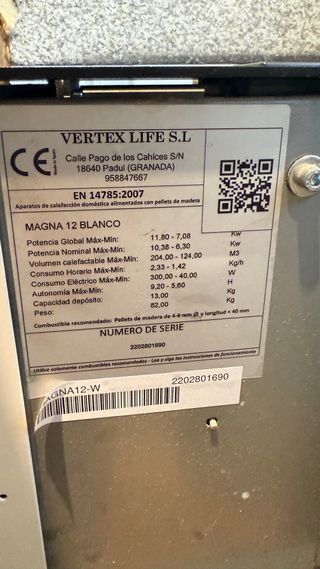 VERTEX LIFE S.L
CE
Calle Pago de los Cahíces S/N
18640 Padul (GRANADA)
958847667
EN 14785:2007
Aparatos de calefacción doméstica alimentados con pellets de madera
MAGNA 12 BLANCO
Potencia Global Máx-Mín: 11,80 - 7,08 Kw
Potencia Nominal Máx-Mín: 10,38 - 6,30 Kw
Volumen calefactable Máx-Mín: 204,00 - 124,00 M3
Consumo Horario Máx-Mín: 2,33 - 1,42 Kg/h
Consumo Eléctrico Máx-Mín: 300,00 - 40,00 W
Autonomía Máx-Mín: 9,20 - 5,60 H
Capacidad depósito: 13,00 Kg
Peso: 82,00 Kg
Combustible recomendado: Pellets de madera de 4-6 mm ø y longitud < 40 mm
NUMERO DE SERIE
2202801690
Utilice solamente combustibles recomendados - Lea y siga las instrucciones de funcionamiento
AGNA12-W 2202801690